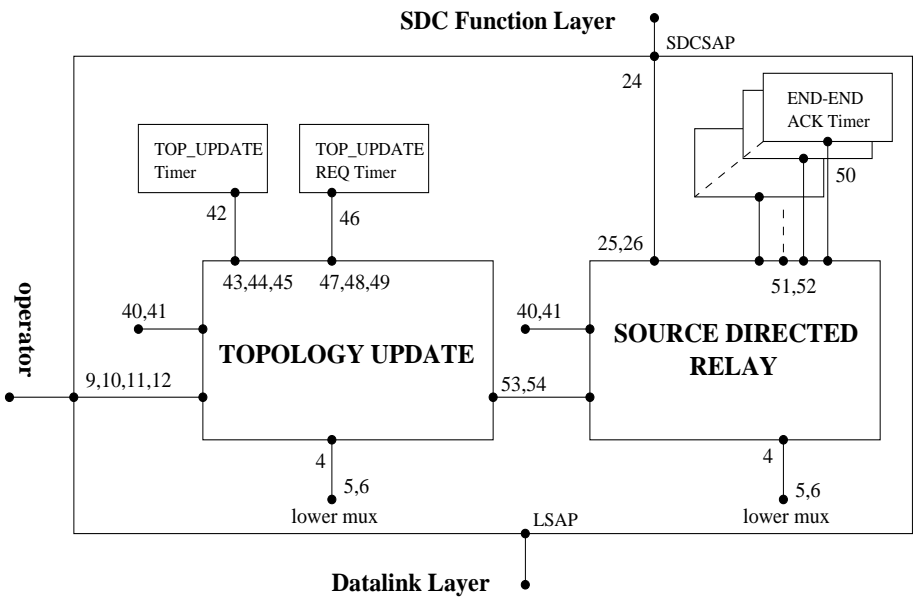 SDC Function Layer
SDCSAP
24
END-END
ACK Timer
TOP_UPDATE
Timer
TOP_UPDATE
REQ Timer
50
42
46
25,26
43,44,45
47,48,49
51,52
operator
40,41
40,41
TOPOLOGY UPDATE
SOURCE DIRECTED
RELAY
9,10,11,12
53,54
4
4
5,6
5,6
lower mux
lower mux
LSAP
Datalink Layer